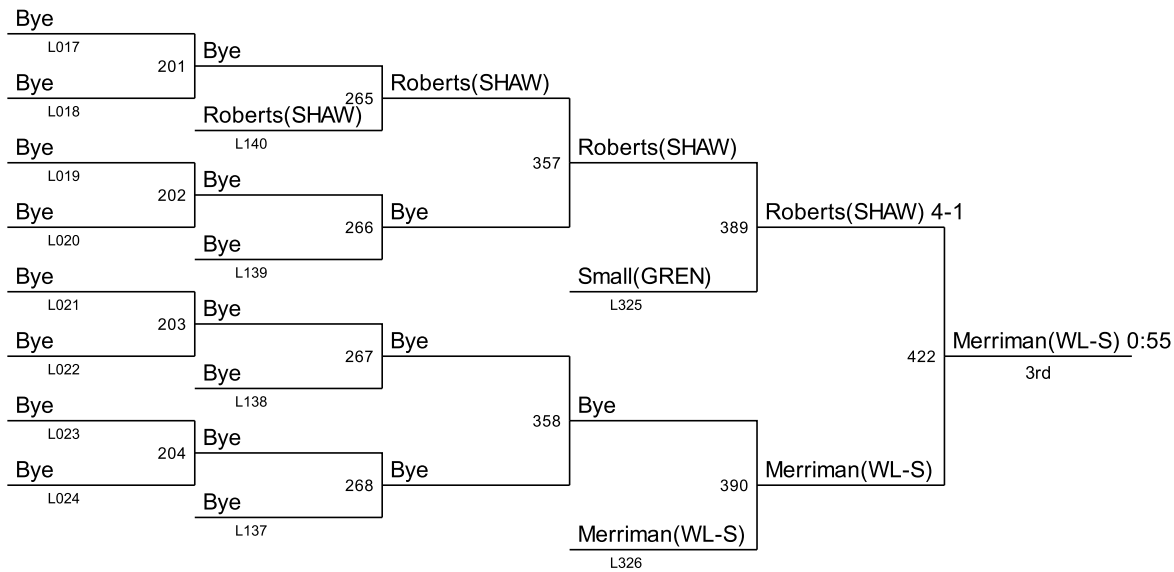 Bye
L017
201
Bye
Bye
L018
265
Roberts(SHAW)
Roberts(SHAW)
L140
Bye
L019
202
Bye
357
Roberts(SHAW)
Bye
L020
266
Bye
Bye
L139
389
Roberts(SHAW) 4-1
Small(GREN)
L325
Bye
L021
203
Bye
Bye
L022
267
Bye
Bye
L138
422
Merriman(WL-S) 0:55
3rd
Bye
L023
204
Bye
358
Bye
Bye
L024
268
Bye
Bye
L137
390
Merriman(WL-S)
Merriman(WL-S)
L326